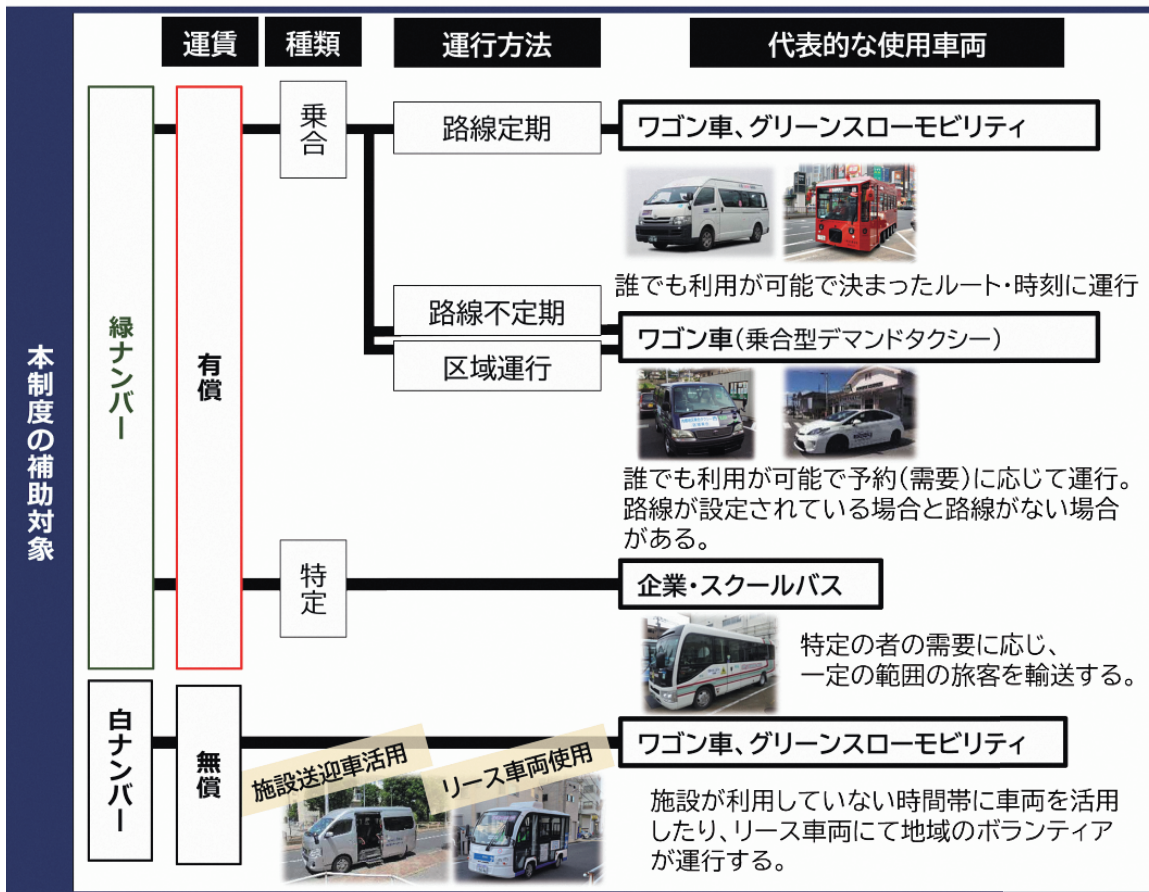 運賃
種類
運行方法
代表的な使用車両
本制度の補助対象
緑ナンバー
有償
乗合
路線定期
ワゴン車、グリーンスローモビリティ
誰でも利用が可能で決まったルート・時刻に運行
路線不定期
区域運行
ワゴン車(乗合型デマンドタクシー)
誰でも利用が可能で予約(需要)に応じて運行。
路線が設定されている場合と路線がない場合
がある。
特定
企業・スクールバス
特定の者の需要に応じ、
一定の範囲の旅客を輸送する。
白ナンバー
無償
ワゴン車、グリーンスローモビリティ
施設送迎車活用
リース車両使用
施設が利用していない時間帯に車両を活用
したり、リース車両にて地域のボランティア
が運行する。